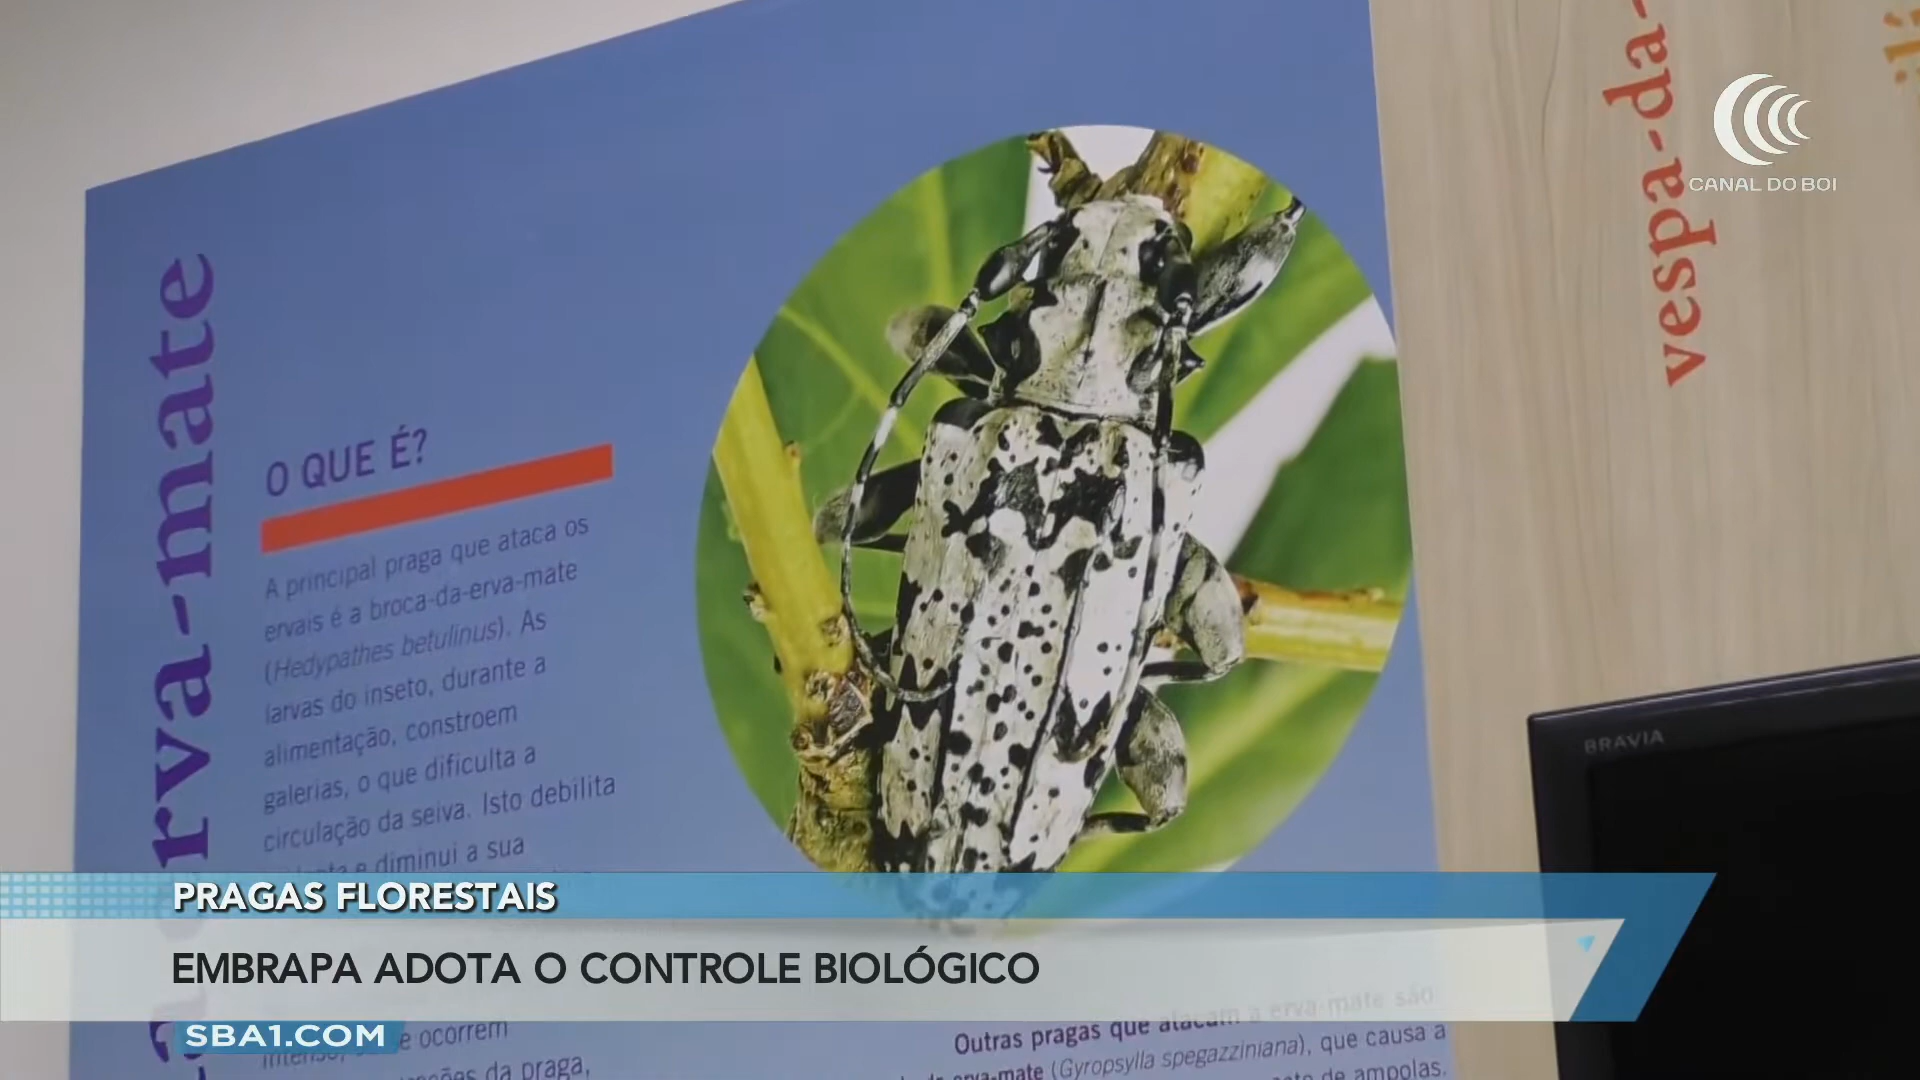 erva-mate
O QUE É?
A principal praga que ataca os
ervais é a broca-da-erva-mate
(Hedypathes betulinus). As
larvas do inseto, durante a
alimentação, constroem
galerias, o que dificulta a
circulação da seiva. Isto debilita
e diminui a sua
e ocorrem
da praga,
Outras pragas que atacam a erva-mate são
erva-mate (Gyropsylla spegazziniana), que causa a
de ampolas.
vespa-da-
CANAL DO BOI
BRAVIA
PRAGAS FLORESTAIS
EMBRAPA ADOTA O CONTROLE BIOLÓGICO
SBA1.COM